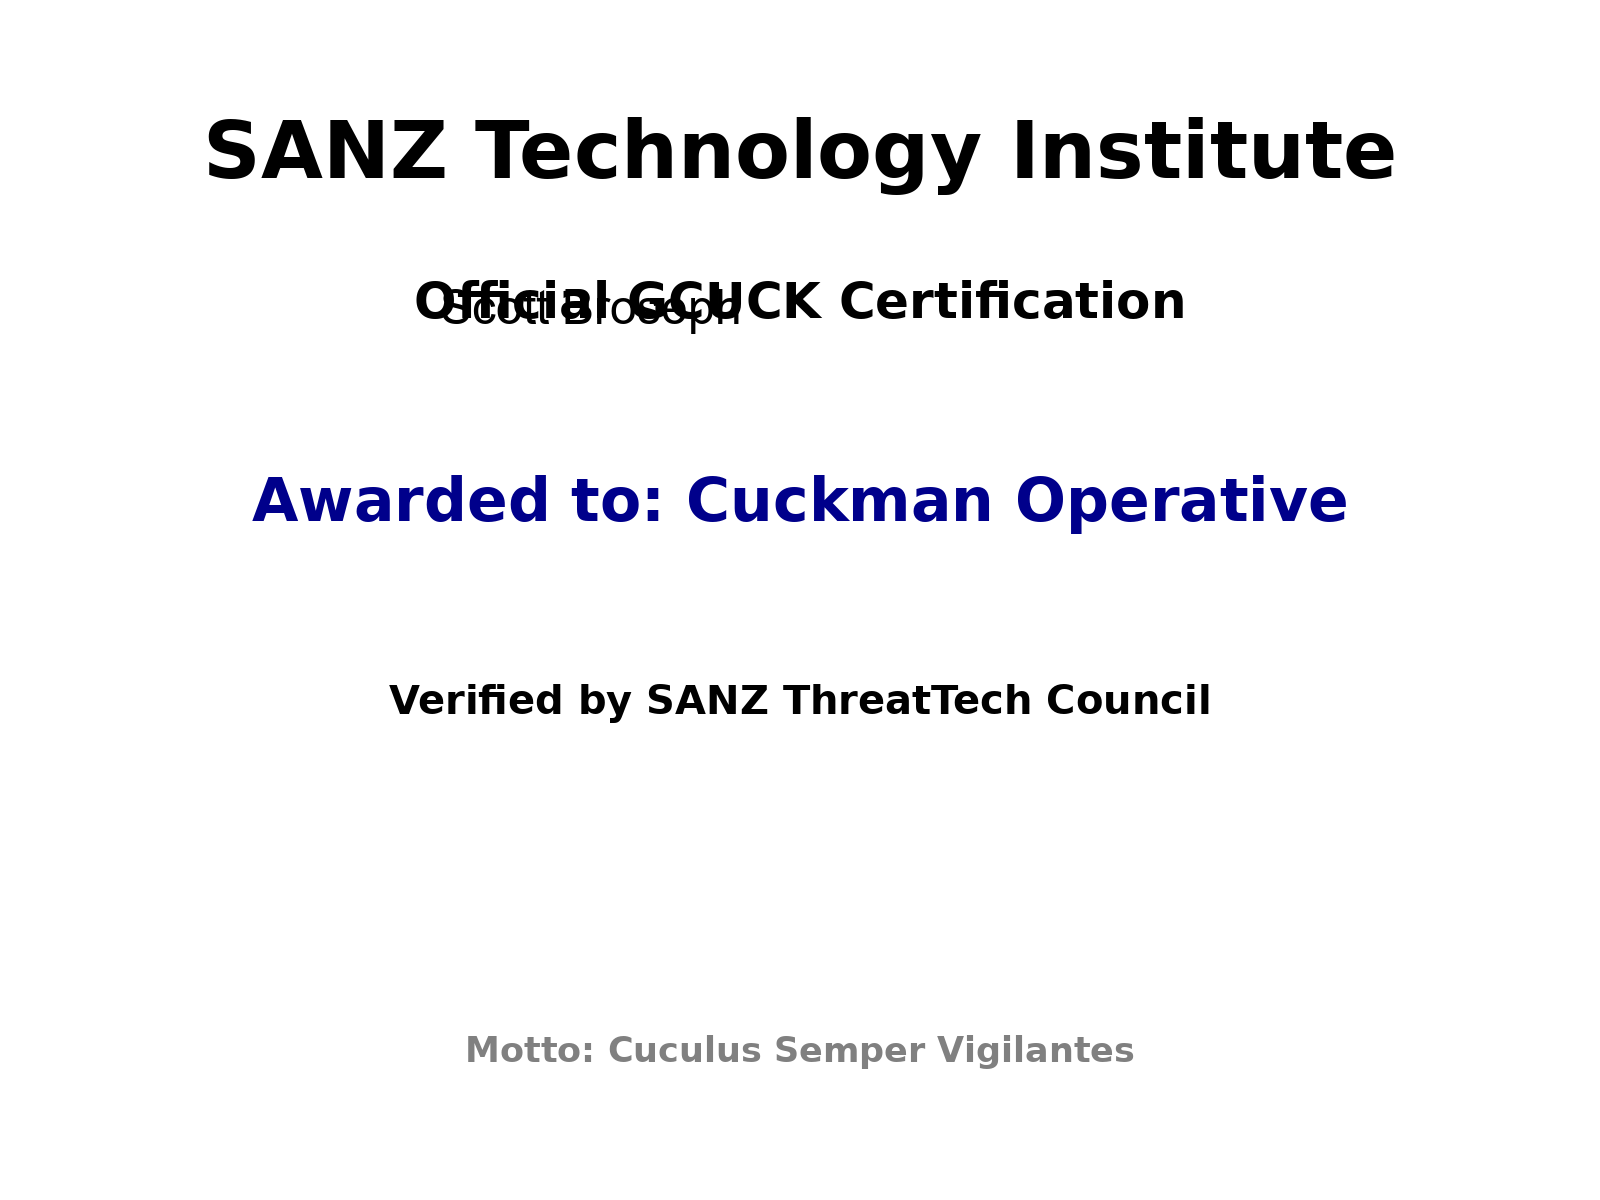 SANZ Technology Institute
Official GCUCK Certification
Scott Broseph
Awarded to: Cuckman Operative
Verified by SANZ ThreatTech Council
Motto: Cuculus Semper Vigilantes